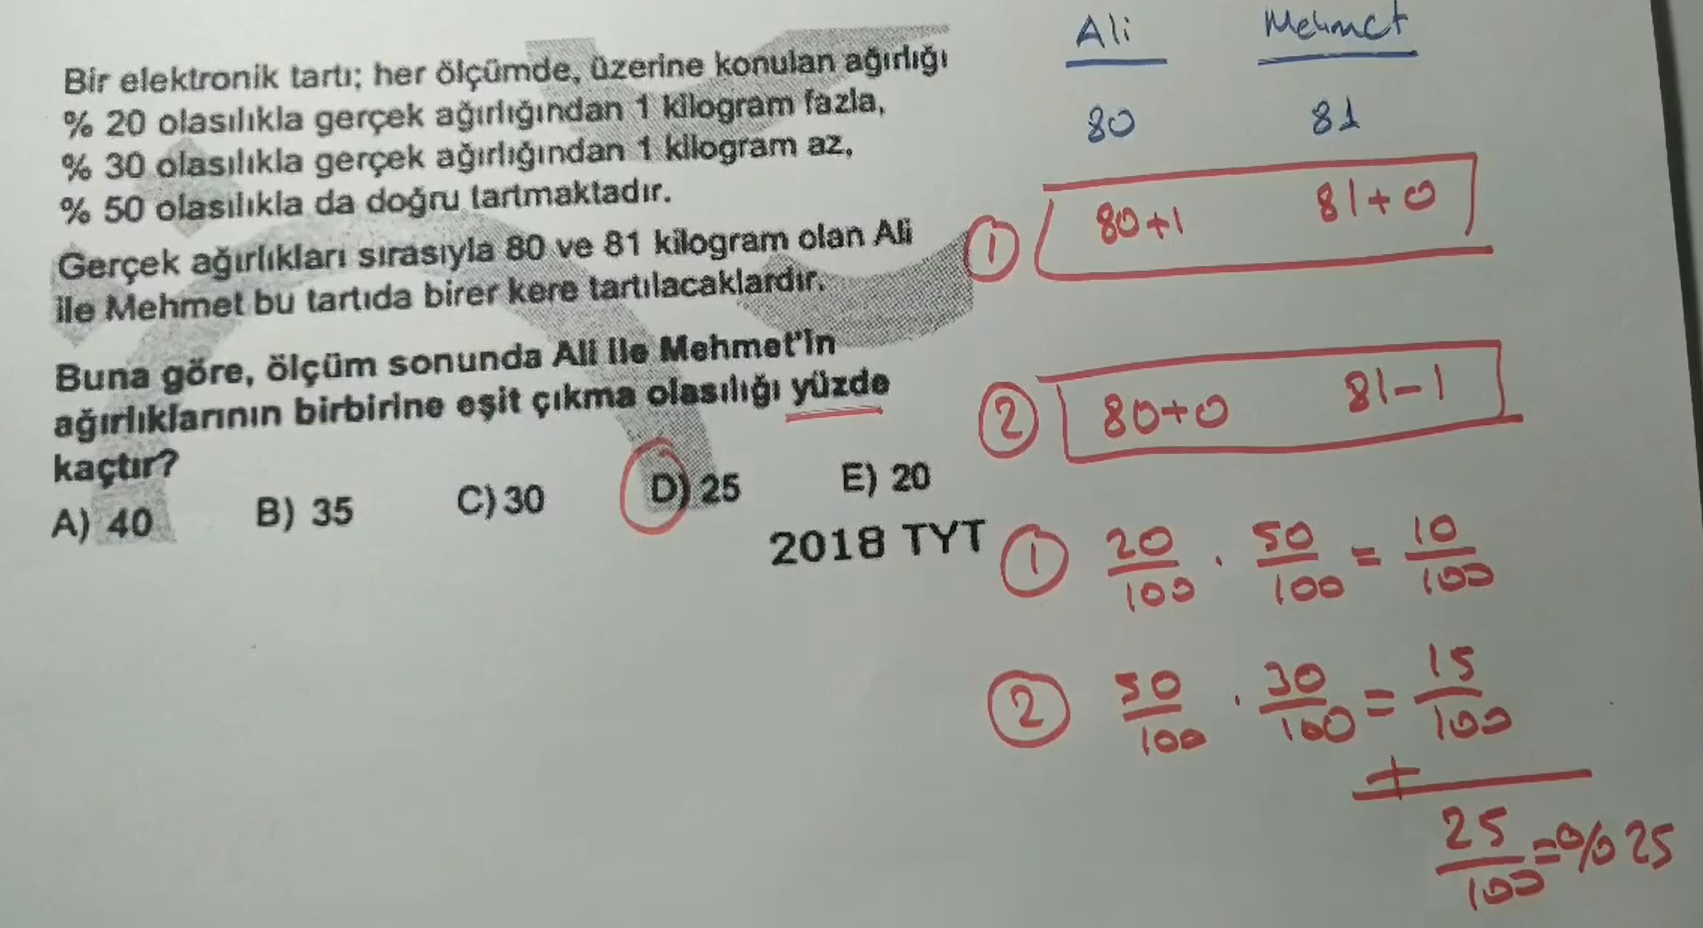 Bir elektronik tartı; her ölçümde, üzerine konulan ağırlığı
% 20 olasılıkla gerçek ağırlığından 1 kilogram fazla,
% 30 olasılıkla gerçek ağırlığından 1 kilogram az,
% 50 olasılıkla da doğru tartmaktadır.
Gerçek ağırlıkları sırasıyla 80 ve 81 kilogram olan Ali
ile Mehmet bu tartıda birer kere tartılacaklardır.
Buna göre, ölçüm sonunda Ali ile Mehmet'in
ağırlıklarının birbirine eşit çıkma olasılığı yüzde
kaçtır?
A) 40 B) 35 C) 30 D) 25 E) 20
2018 TYT
Ali Mehmet
80 81
1 80+1 81+0
2 80+0 81-1
1 20/100 . 50/100 = 10/100
2 50/100 . 30/100 = 15/100
+
25/100 = %25